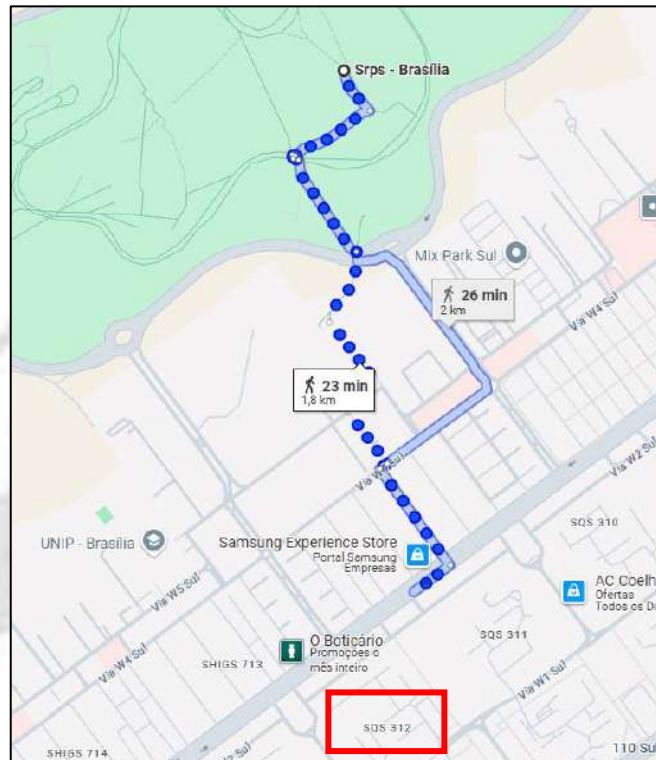 Srps - Brasília
Mix Park Sul
26 min
2 km
Via W4 Sul
23 min
1,8 km
Via W2 Sul
SQS 310
UNIP - Brasília
Samsung Experience Store
Portal Samsung
Empresas
AC Coelh
Ofertas
Todos os D
Via W5 Sul
O Boticário
Promoções o
mês inteiro
SQS 311
SHIGS 713
Via W4 Sul
Via W1 Sul
SQS 312
SHIGS 714
110 Sul